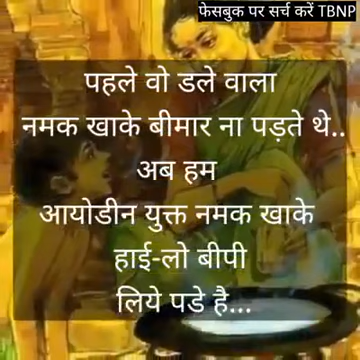 फेसबुक पर सर्च करें TBNP
पहले वो डले वाला
नमक खाके बीमार ना पड़ते थे..
अब हम
आयोडीन युक्त नमक खाके
हाई-लो बीपी
लिये पडे है...